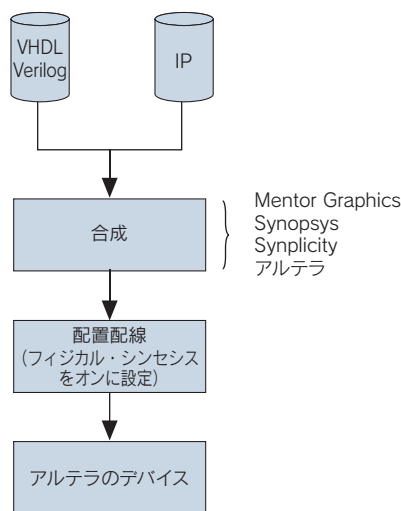 VHDL
Verilog
IP
合成
Mentor Graphics
Synopsys
Synplicity
アルテラ
配置配線
(フィジカル・シンセシス
をオンに設定)
アルテラのデバイス